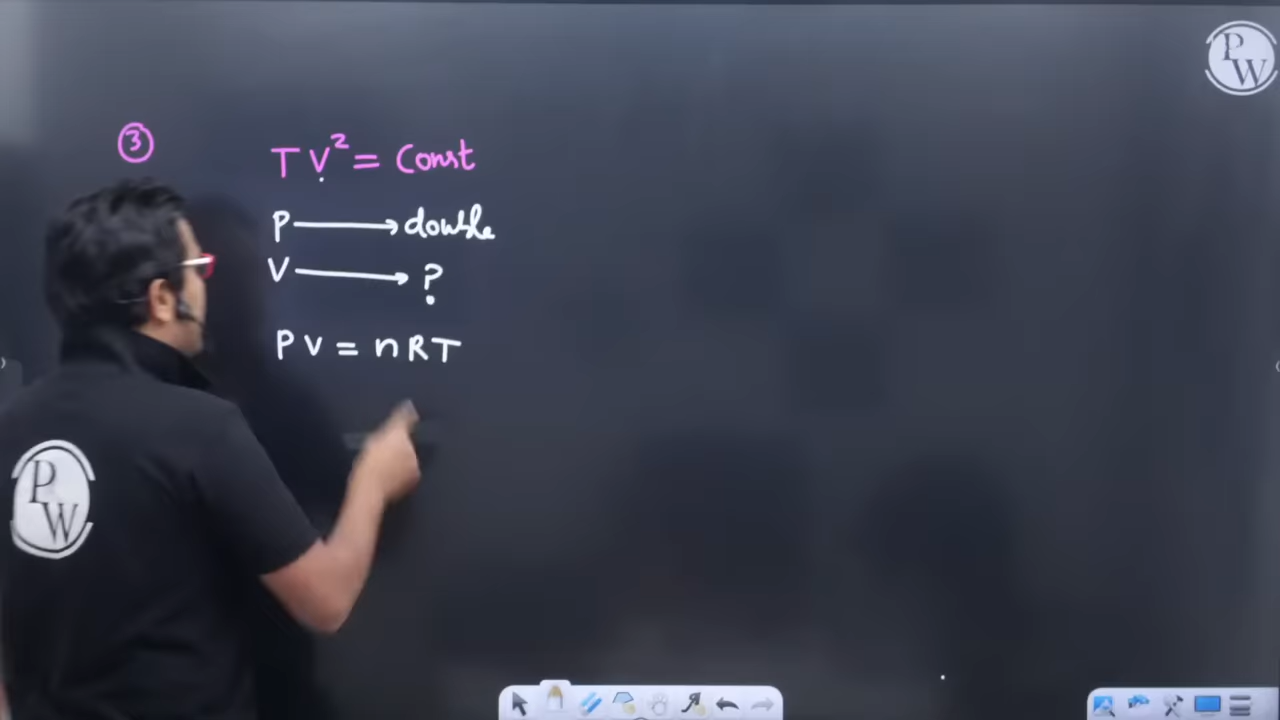 PW
③
TV² = Const
P → double
V → ?
PV = nRT
PW